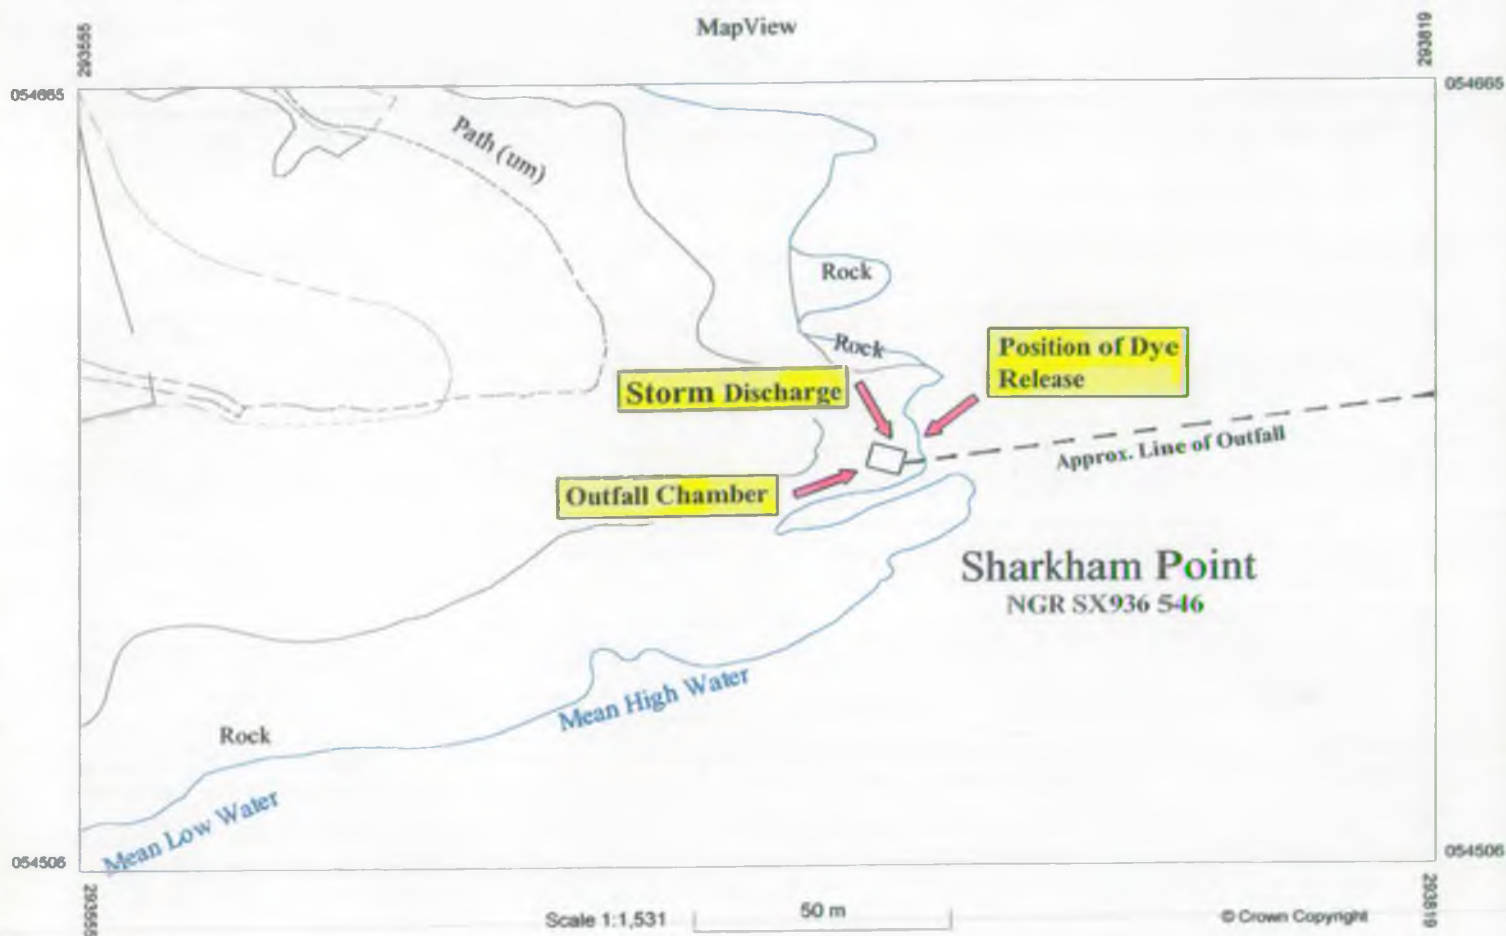 MapView
293555
293819
054665
054665
Path (um)
Rock
Rock
Position of Dye
Release
Storm Discharge
Approx. Line of Outfall
Outfall Chamber
Sharkham Point
NGR SX936 546
Mean High Water
Rock
Mean Low Water
054506
054506
293555
293819
Scale 1:1,531
50 m
© Crown Copyright